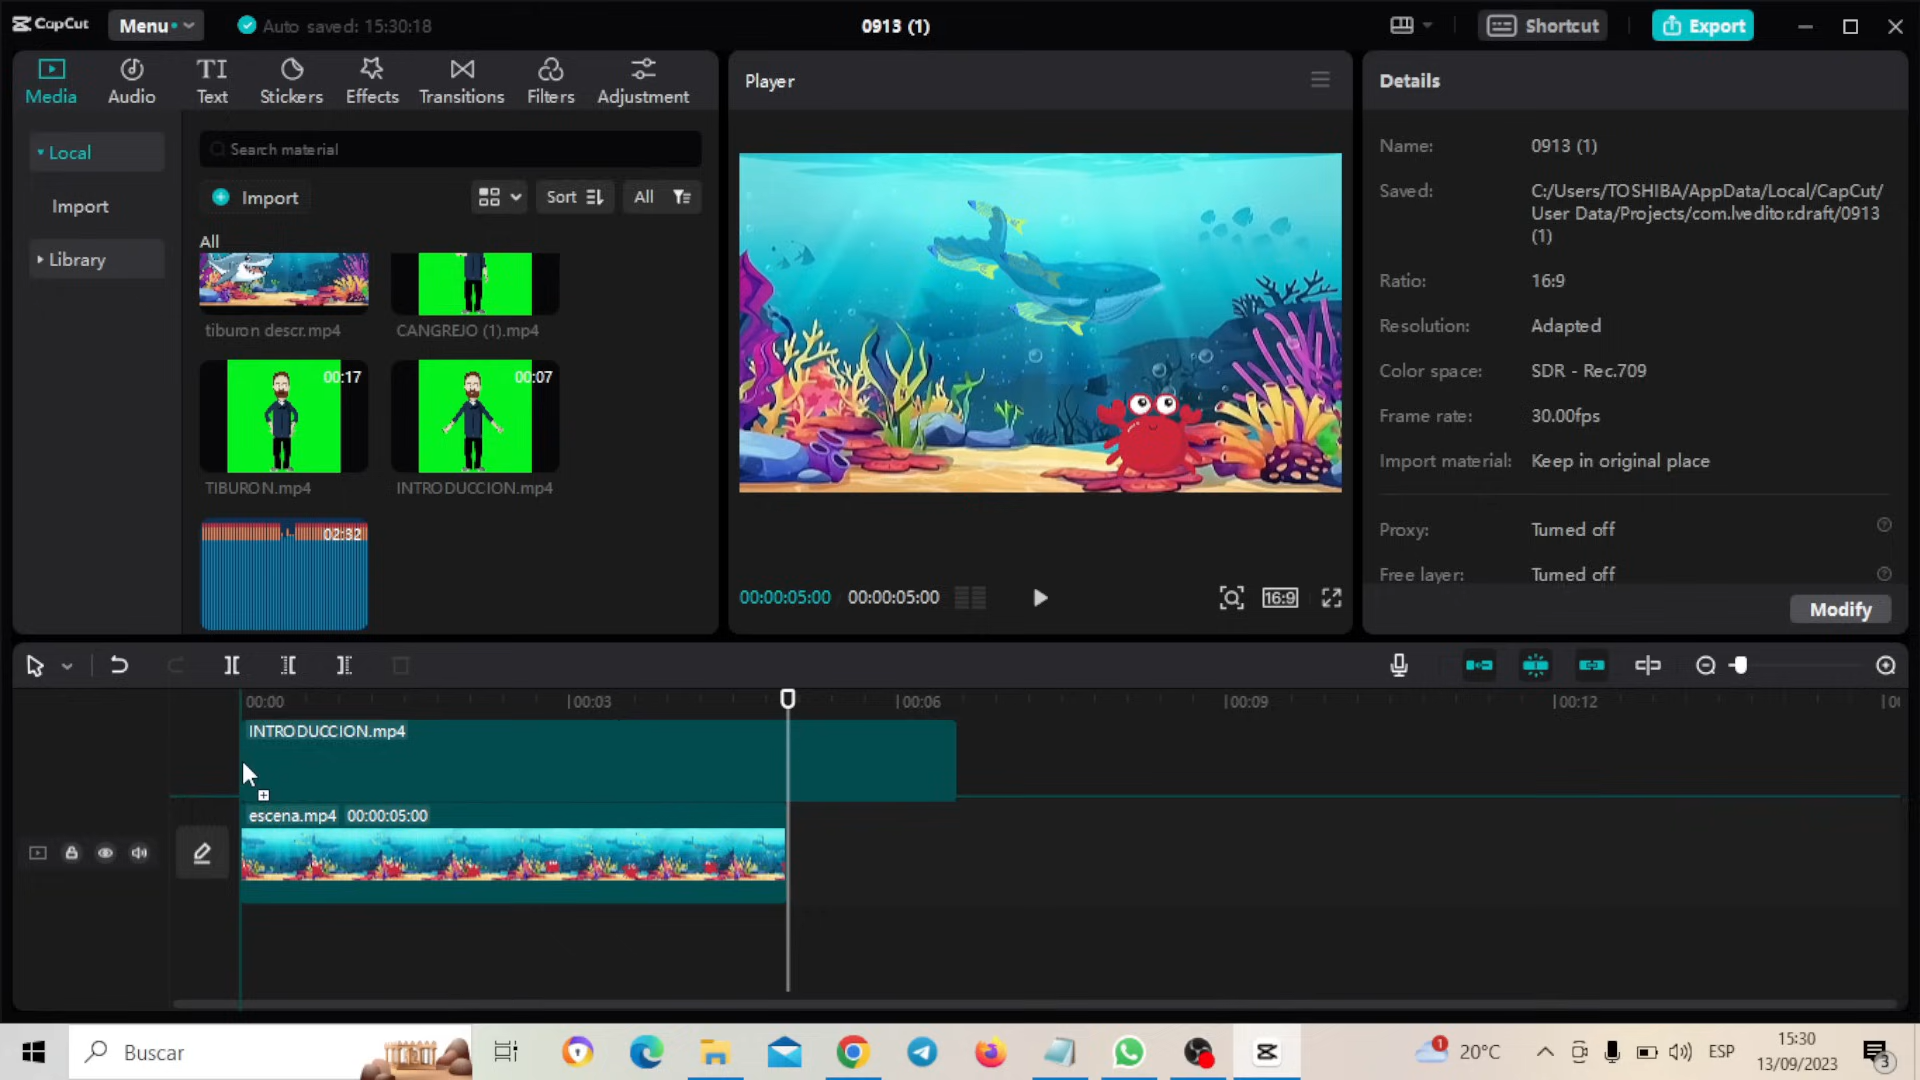 CapCut
Menu
Auto saved: 15:30:18
0913 (1)
Shortcut
Export
Media
Audio
TI
Text
Stickers
Effects
Transitions
Filters
Adjustment
Player
Details
Local
Import
Library
Search material
Import
Sort
All
All
tiburon descr.mp4
CANGREJO (1).mp4
00:17
00:07
TIBURON.mp4
INTRODUCCION.mp4
02:32
00:00:05:00
00:00:05:00
16:9
Name:
0913 (1)
Saved:
C:/Users/TOSHIBA/AppData/Local/CapCut/
User Data/Projects/com.lveditor.draft/0913
(1)
Ratio:
16:9
Resolution:
Adapted
Color space:
SDR - Rec.709
Frame rate:
30.00fps
Import material:
Keep in original place
Proxy:
Turned off
Free layer:
Turned off
Modify
00:00
00:03
00:06
00:09
00:12
INTRODUCCION.mp4
escena.mp4 00:00:05:00
Buscar
1
20°C
ESP
15:30
13/09/2023
3